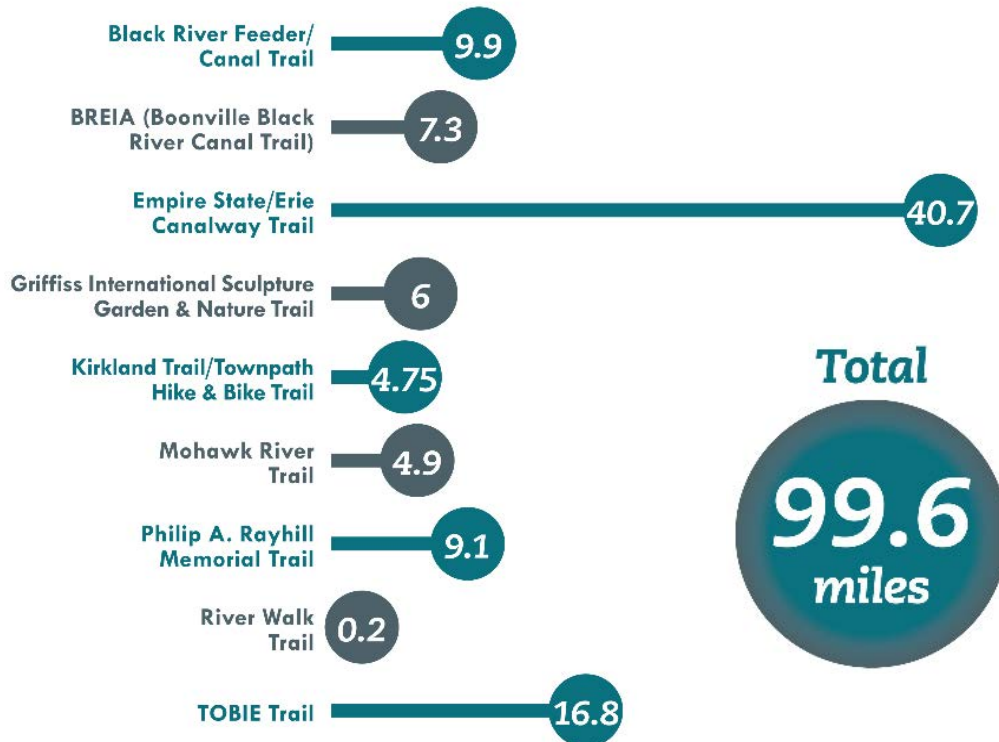 Black River Feeder/
Canal Trail
9.9
BREIA (Boonville Black
River Canal Trail)
7.3
Empire State/Erie
Canalway Trail
40.7
Griffiss International Sculpture
Garden & Nature Trail
6
Kirkland Trail/Townpath
Hike & Bike Trail
4.75
Mohawk River
Trail
4.9
Philip A. Rayhill
Memorial Trail
9.1
River Walk
Trail
0.2
TOBIE Trail
16.8
Total
99.6
miles